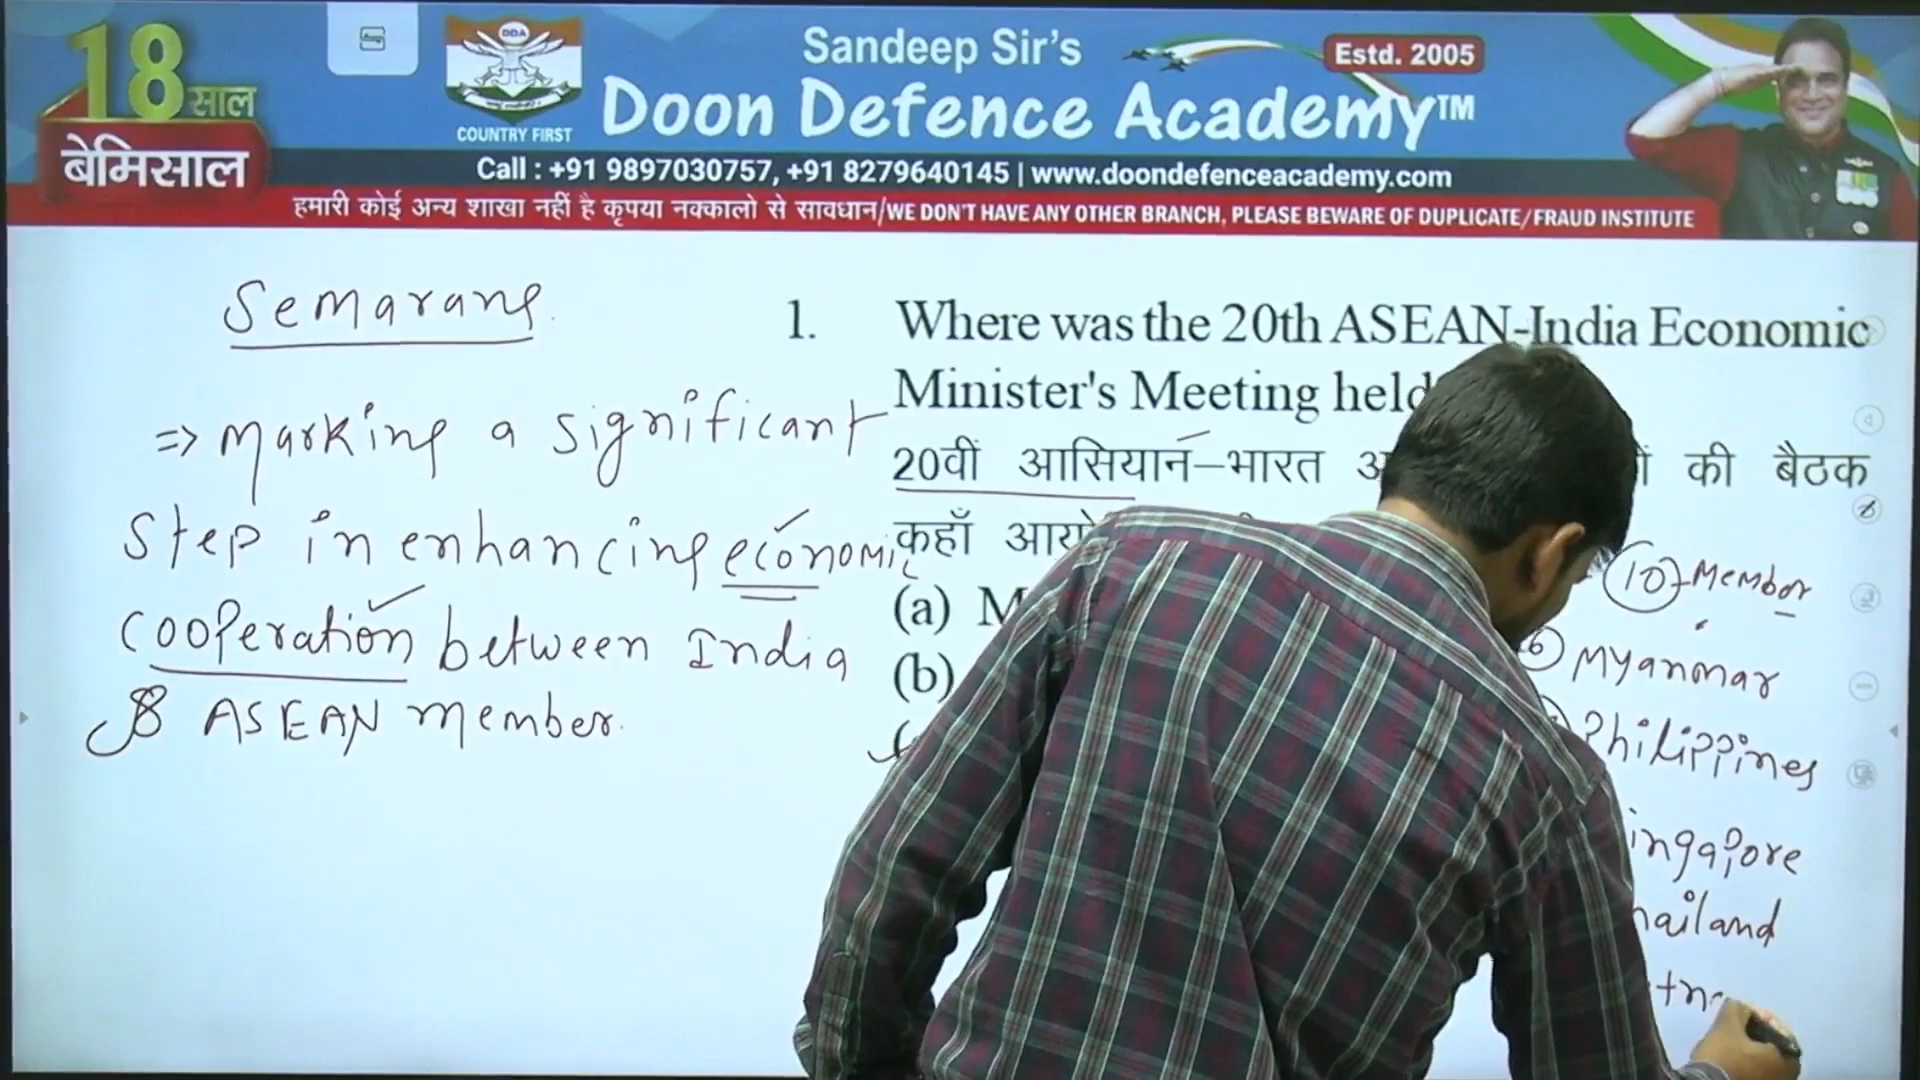 18 साल
बेमिसाल
DDA
COUNTRY FIRST
Sandeep Sir's
Estd. 2005
Doon Defence Academy™
Call : +91 9897030757, +91 8279640145 | www.doondefenceacademy.com
हमारी कोई अन्य शाखा नहीं है कृपया नक्कालो से सावधान/WE DON'T HAVE ANY OTHER BRANCH, PLEASE BEWARE OF DUPLICATE/FRAUD INSTITUTE
Semarang
=> Marking a significant
step in enhancing economic
cooperation between India
& ASEAN member.
1. Where was the 20th ASEAN-India Economic
Minister's Meeting held
20वीं आसियान–भारत की बैठक
कहाँ
(a) M
(b)
10 Member
6 Myanmar
Philippines
ingapore
hailand